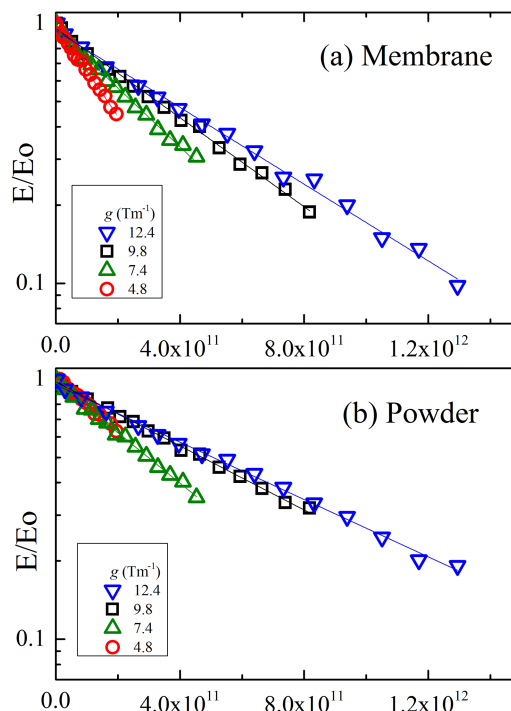 1
(a) Membrane
E/Eo
g (Tm⁻¹)
12.4
9.8
7.4
4.8
0.1
0.0 4.0x10¹¹ 8.0x10¹¹ 1.2x10¹²
1
(b) Powder
E/Eo
g (Tm⁻¹)
12.4
9.8
7.4
4.8
0.1
0.0 4.0x10¹¹ 8.0x10¹¹ 1.2x10¹²